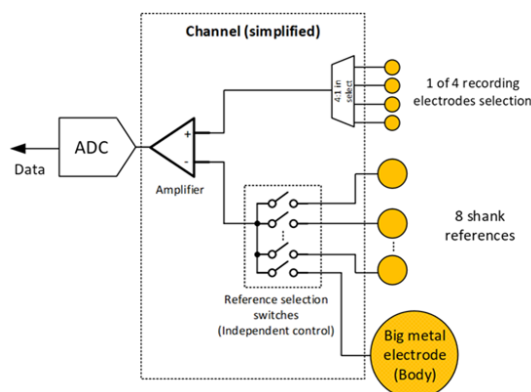 Channel (simplified)
4:1 in
select
1 of 4 recording
electrodes selection
ADC
Data
+
-
Amplifier
8 shank
references
Reference selection
switches
(Independent control)
Big metal
electrode
(Body)